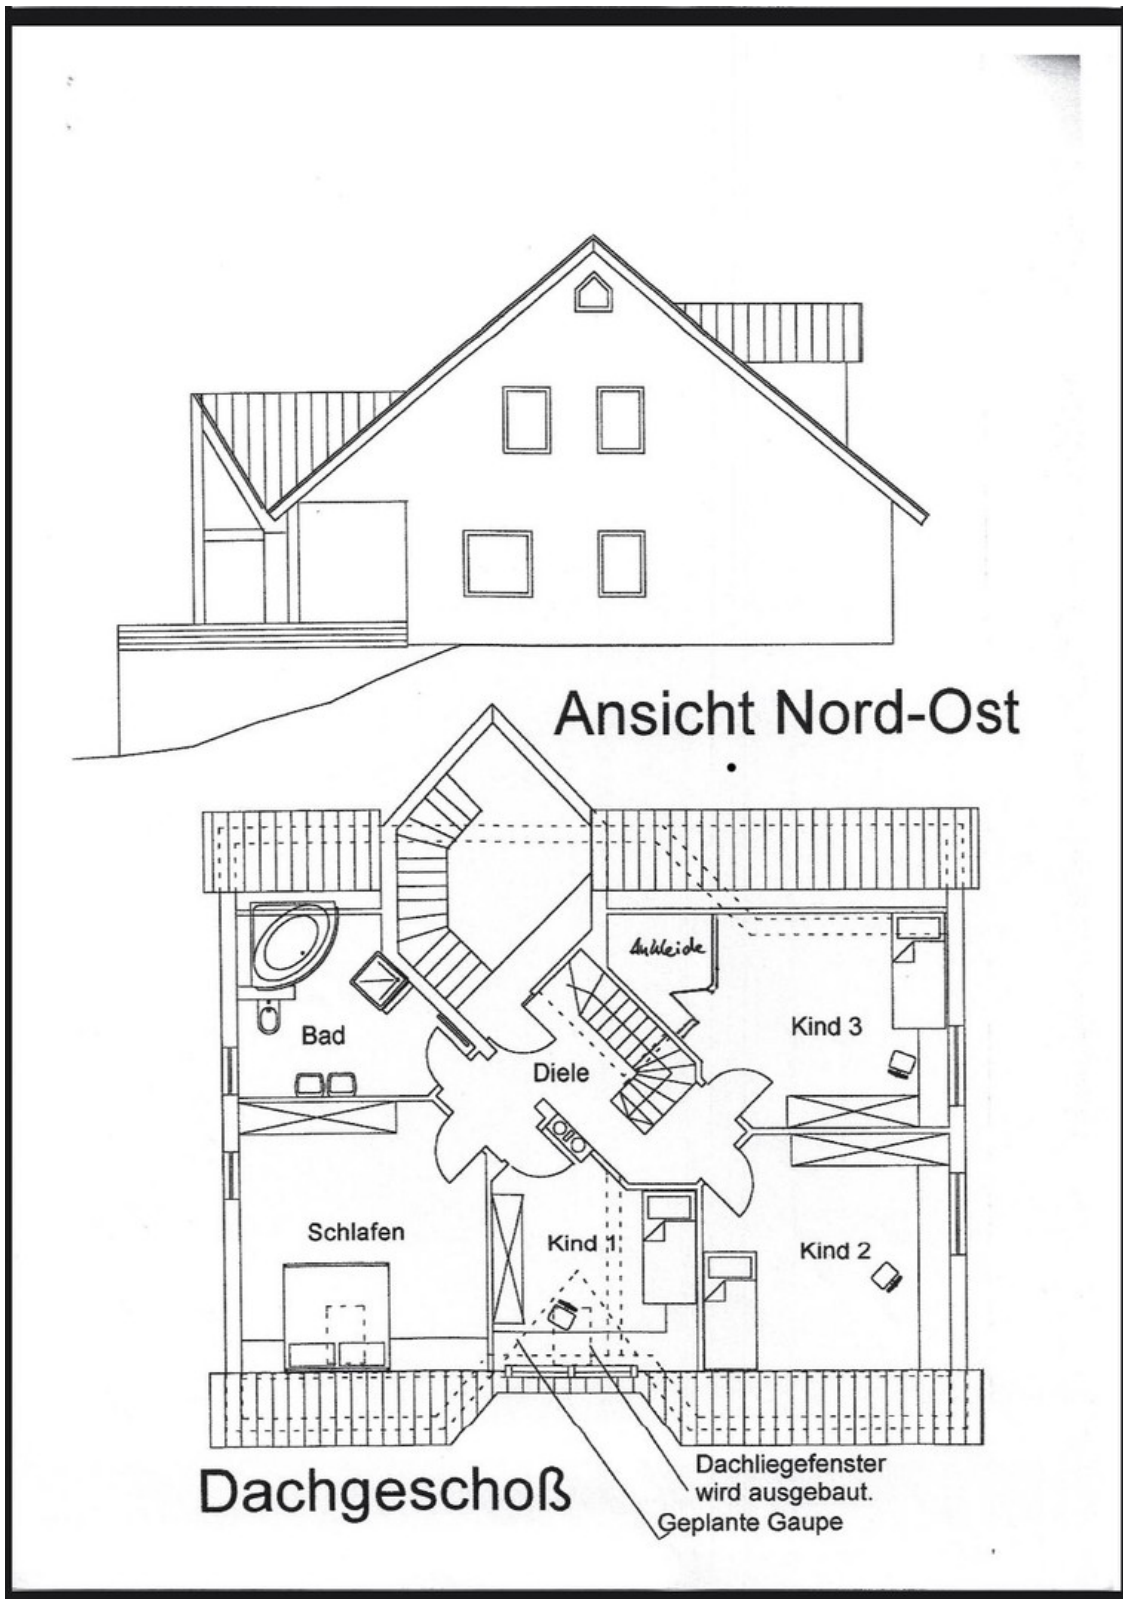 Ansicht Nord-Ost
Ankleide
Kind 3
Bad
Diele
Schlafen
Kind 1
Kind 2
Dachliegefenster
wird ausgebaut.
Geplante Gaupe
Dachgeschoß